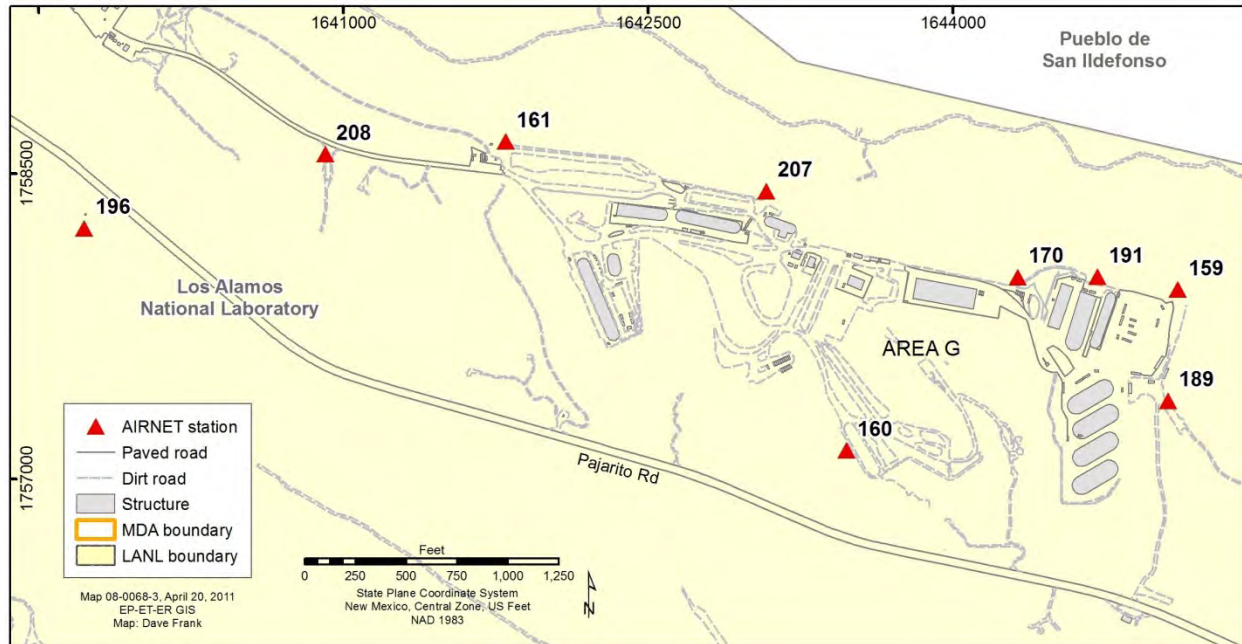 1641000
1642500
1644000
Pueblo de
San Ildefonso
1758500
208
161
207
196
170
191
159
Los Alamos
National Laboratory
AREA G
189
160
Pajarito Rd
1757000
AIRNET station
Paved road
Dirt road
Structure
MDA boundary
LANL boundary
Map 08-0068-3, April 20, 2011
EP-ET-ER GIS
Map: Dave Frank
Feet
0 250 500 750 1,000 1,250
State Plane Coordinate System
New Mexico, Central Zone, US Feet
NAD 1983
N